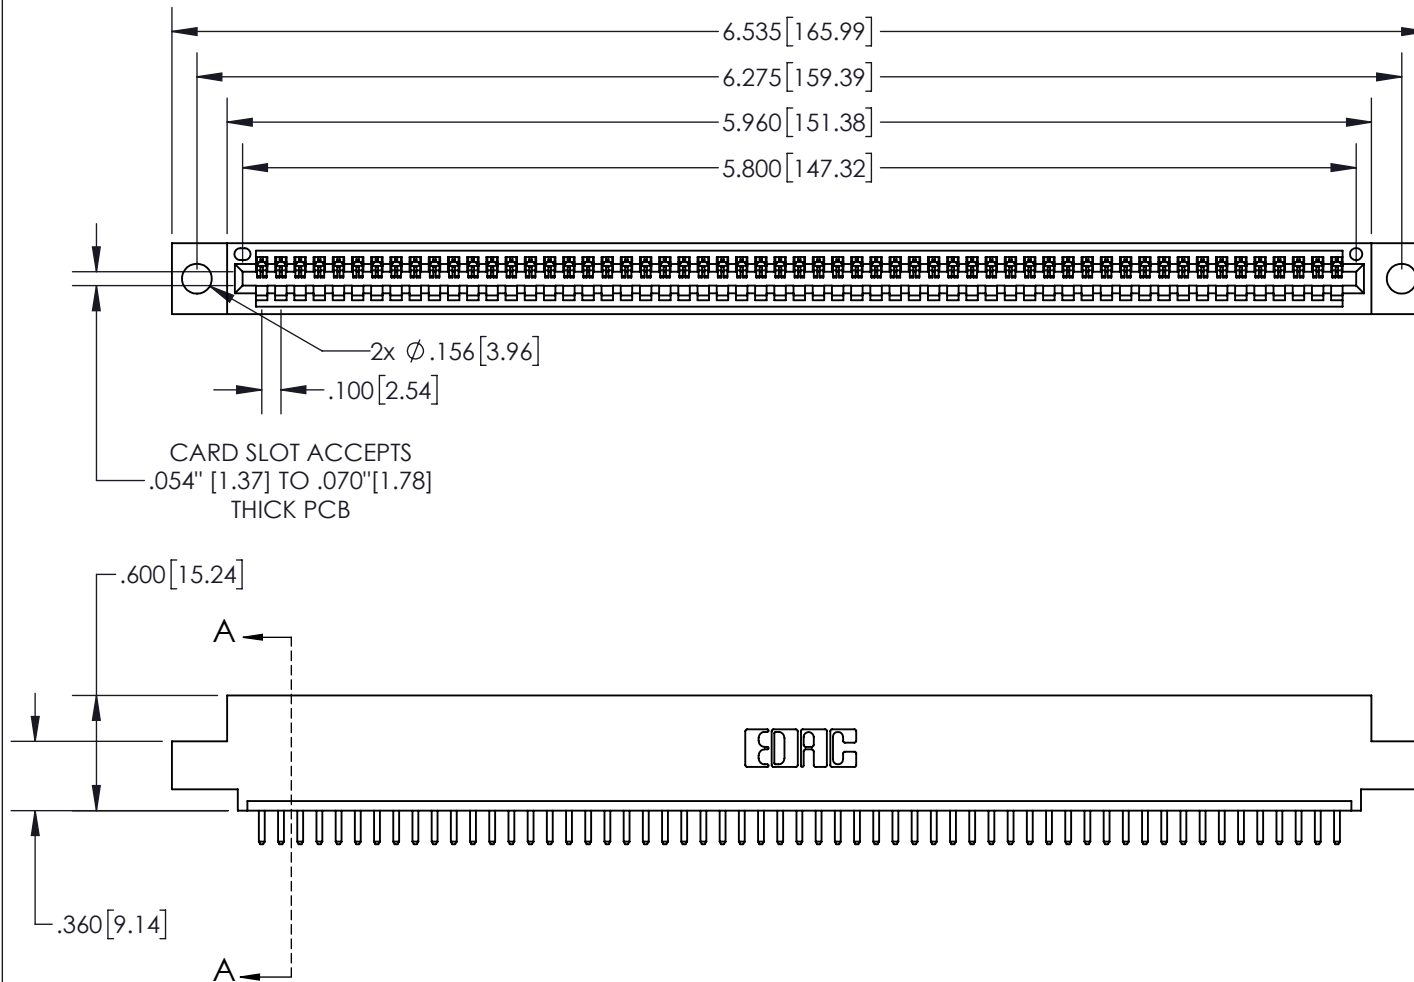 6.535[165.99]
6.275[159.39]
5.960[151.38]
5.800[147.32]
2x Ø.156[3.96]
.100[2.54]
CARD SLOT ACCEPTS
.054" [1.37] TO .070"[1.78]
THICK PCB
.600[15.24]
A
EDAC
.360[9.14]
A